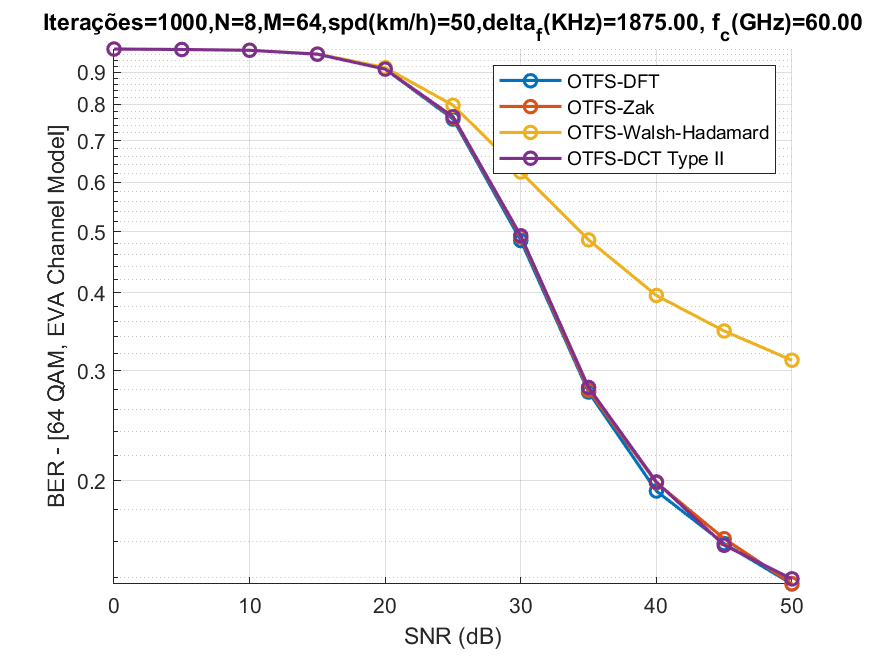 Iterações=1000,N=8,M=64,spd(km/h)=50,delta_f(KHz)=1875.00, f_c(GHz)=60.00
OTFS-DFT
OTFS-Zak
OTFS-Walsh-Hadamard
OTFS-DCT Type II
BER - [64 QAM, EVA Channel Model]
0.9
0.8
0.7
0.6
0.5
0.4
0.3
0.2
0 10 20 30 40 50
SNR (dB)